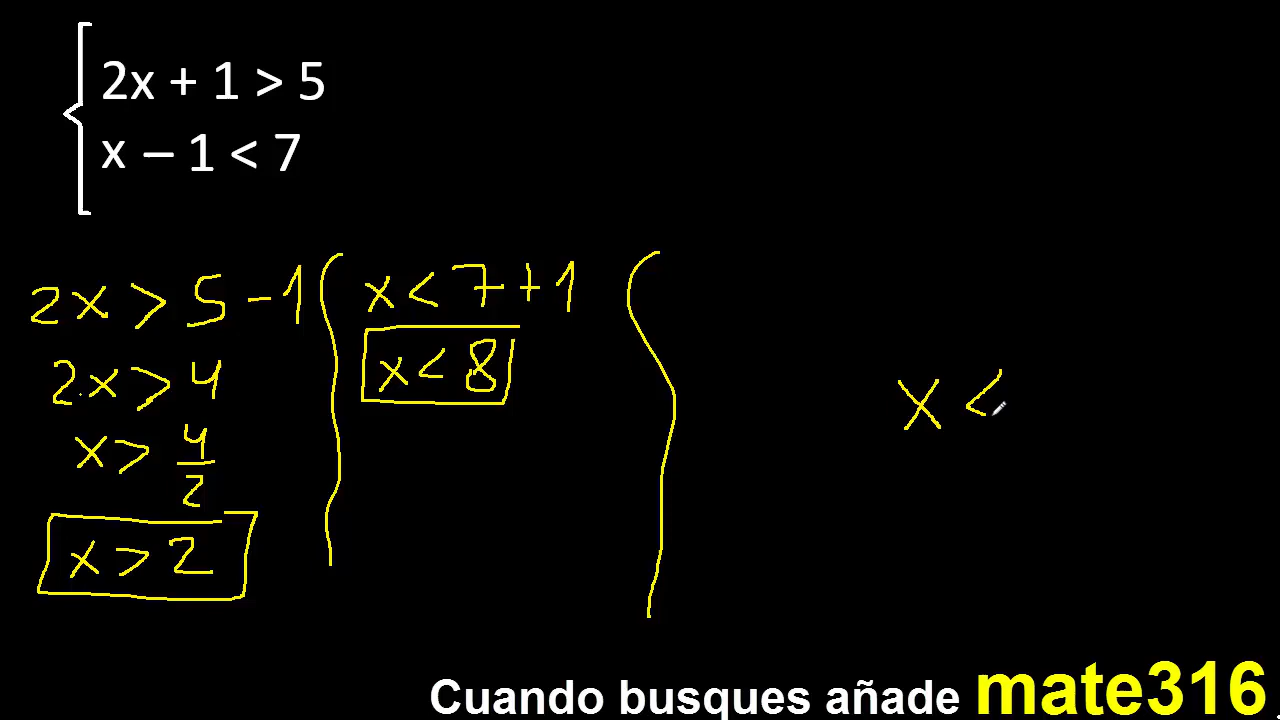 2x + 1 > 5
x – 1 < 7
2x > 5 - 1
2x > 4
x > 4/2
x > 2
x < 7 + 1
x < 8
x <
Cuando busques añade mate316